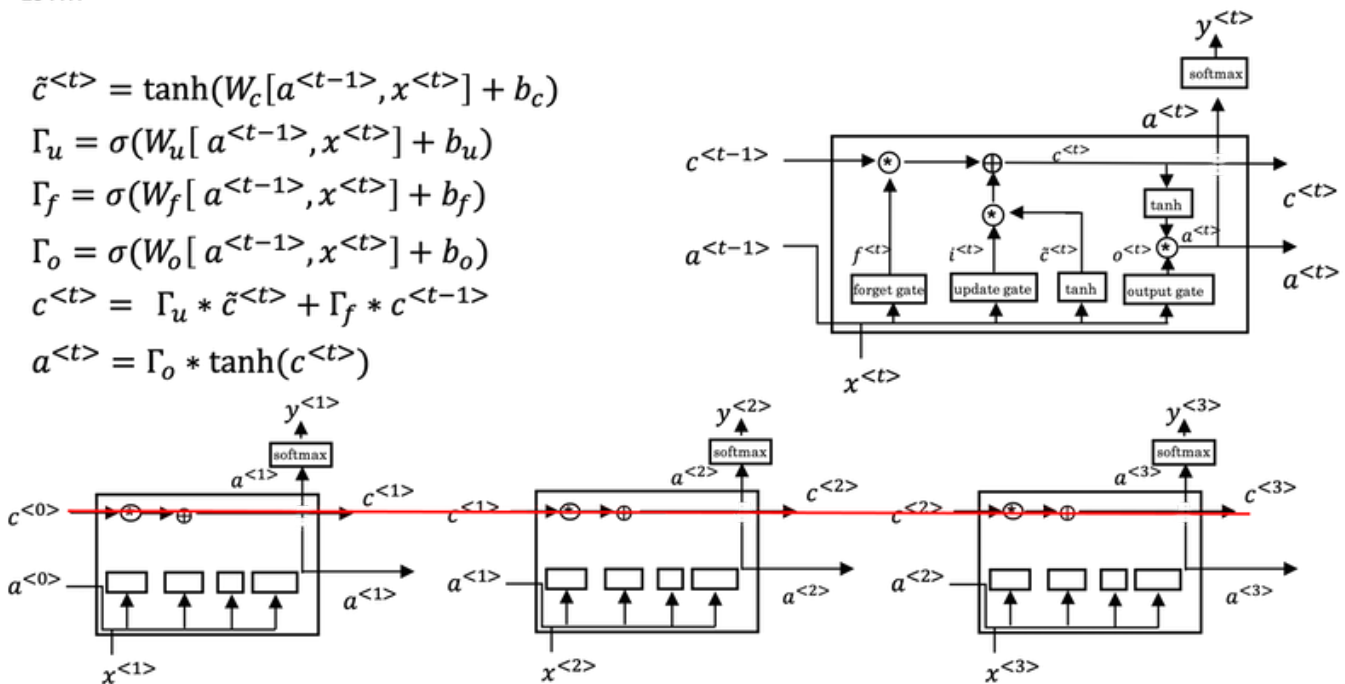 c̃<t> = tanh(W_c[a<t−1>, x<t>] + b_c)
Γ_u = σ(W_u[ a<t−1>, x<t>] + b_u)
Γ_f = σ(W_f[ a<t−1>, x<t>] + b_f)
Γ_o = σ(W_o[ a<t−1>, x<t>] + b_o)
c<t> = Γ_u * c̃<t> + Γ_f * c<t−1>
a<t> = Γ_o * tanh(c<t>)
y<t>
softmax
a<t>
c<t−1> * ⊕ c<t>
c<t>
tanh
*
a<t−1> f<t> i<t> c̃<t> o<t> * a<t>
a<t>
forget gate update gate tanh output gate
x<t>
y<1> y<2> y<3>
softmax softmax softmax
a<1> a<2> a<3>
c<0> * ⊕ c<1> c<1> * ⊕ c<2> c<2> * ⊕ c<3>
a<0> a<1> a<1> a<2> a<2> a<3>
x<1> x<2> x<3>